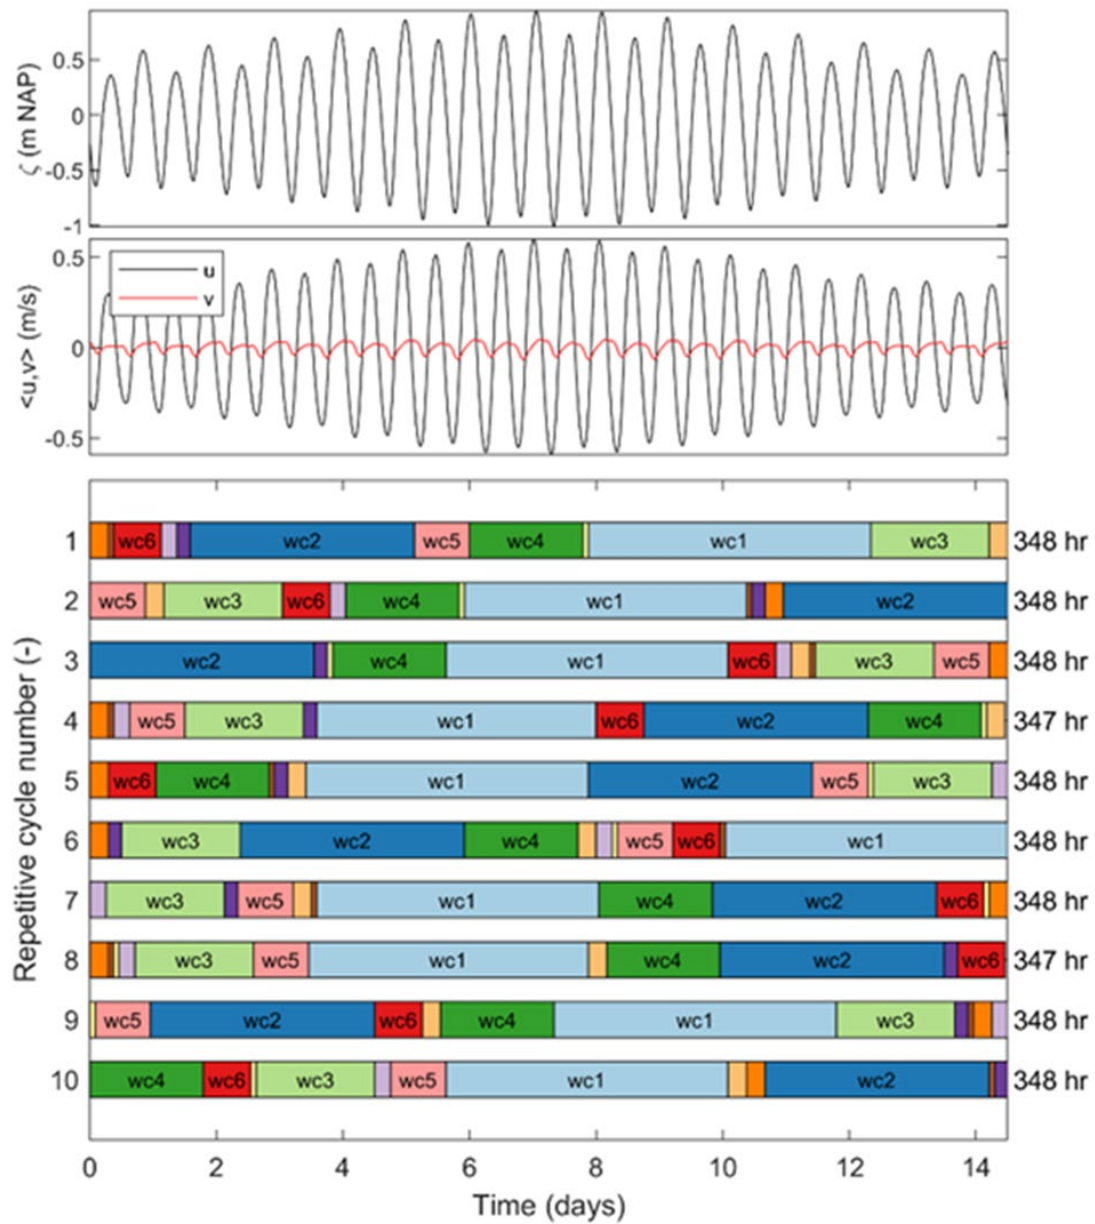 ζ (m NAP)
0.5
0
-0.5
-1
<u,v> (m/s)
0.5
0
-0.5
u
v
Repetitive cycle number (-)
1 wc6 wc2 wc5 wc4 wc1 wc3 348 hr
2 wc5 wc3 wc6 wc4 wc1 wc2 348 hr
3 wc2 wc4 wc1 wc6 wc3 wc5 348 hr
4 wc5 wc3 wc1 wc6 wc2 wc4 347 hr
5 wc6 wc4 wc1 wc2 wc5 wc3 348 hr
6 wc3 wc2 wc4 wc5 wc6 wc1 348 hr
7 wc3 wc5 wc1 wc4 wc2 wc6 348 hr
8 wc3 wc5 wc1 wc4 wc2 wc6 347 hr
9 wc5 wc2 wc6 wc4 wc1 wc3 348 hr
10 wc4 wc6 wc3 wc5 wc1 wc2 348 hr
0 2 4 6 8 10 12 14
Time (days)